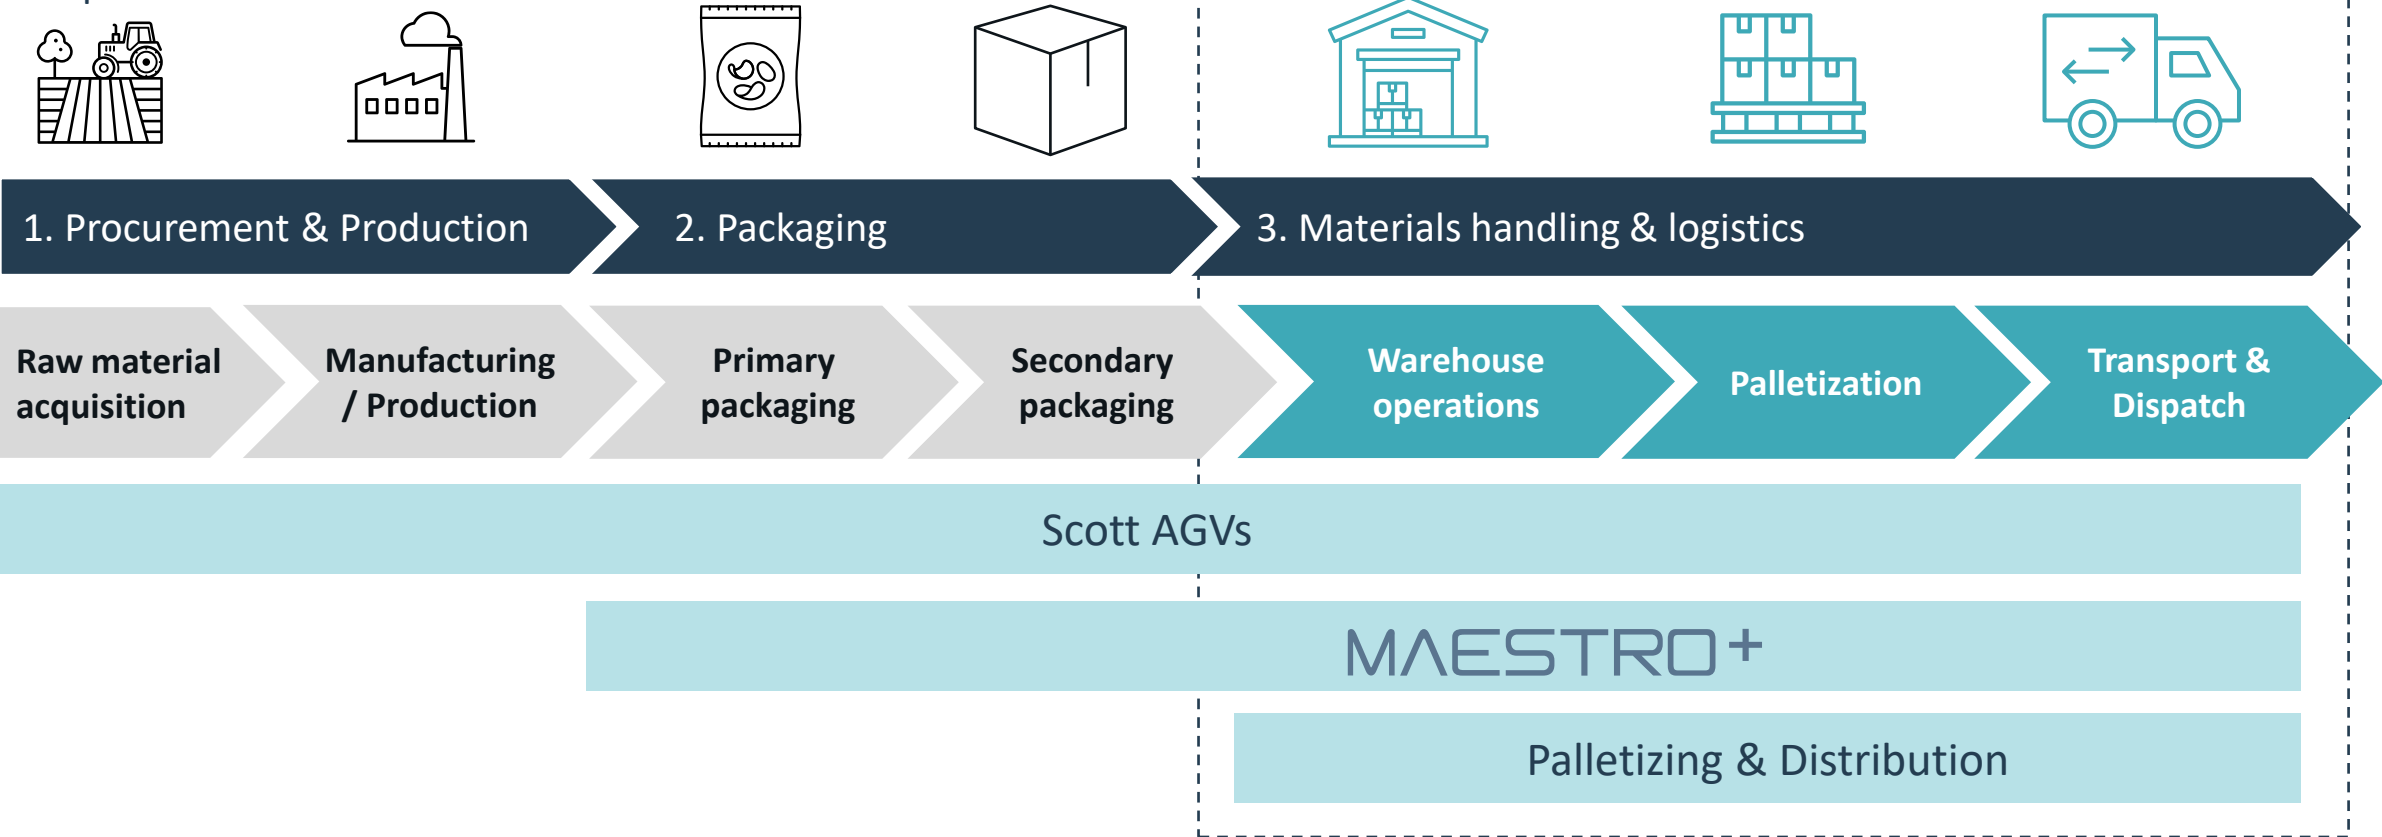 1. Procurement & Production
2. Packaging
3. Materials handling & logistics
Raw material
acquisition
Manufacturing
/ Production
Primary
packaging
Secondary
packaging
Warehouse
operations
Palletization
Transport &
Dispatch
Scott AGVs
MAESTRO+
Palletizing & Distribution